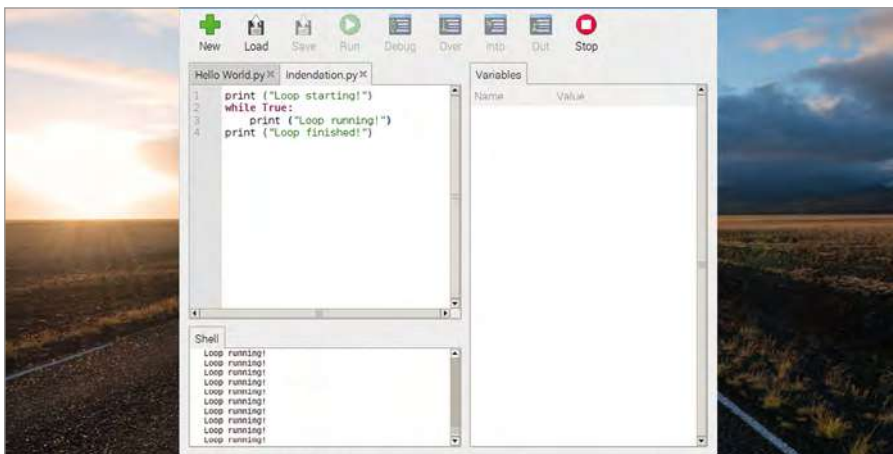 New Load Save Run Debug Over Into Out Stop
Hello World.py Indendation.py
Variables
1 print ("Loop starting!")
2 while True:
3 print ("Loop running!")
4 print ("Loop finished!")
Name Value
Shell
Loop running!
Loop running!
Loop running!
Loop running!
Loop running!
Loop running!
Loop running!
Loop running!
Loop running!
Loop running!